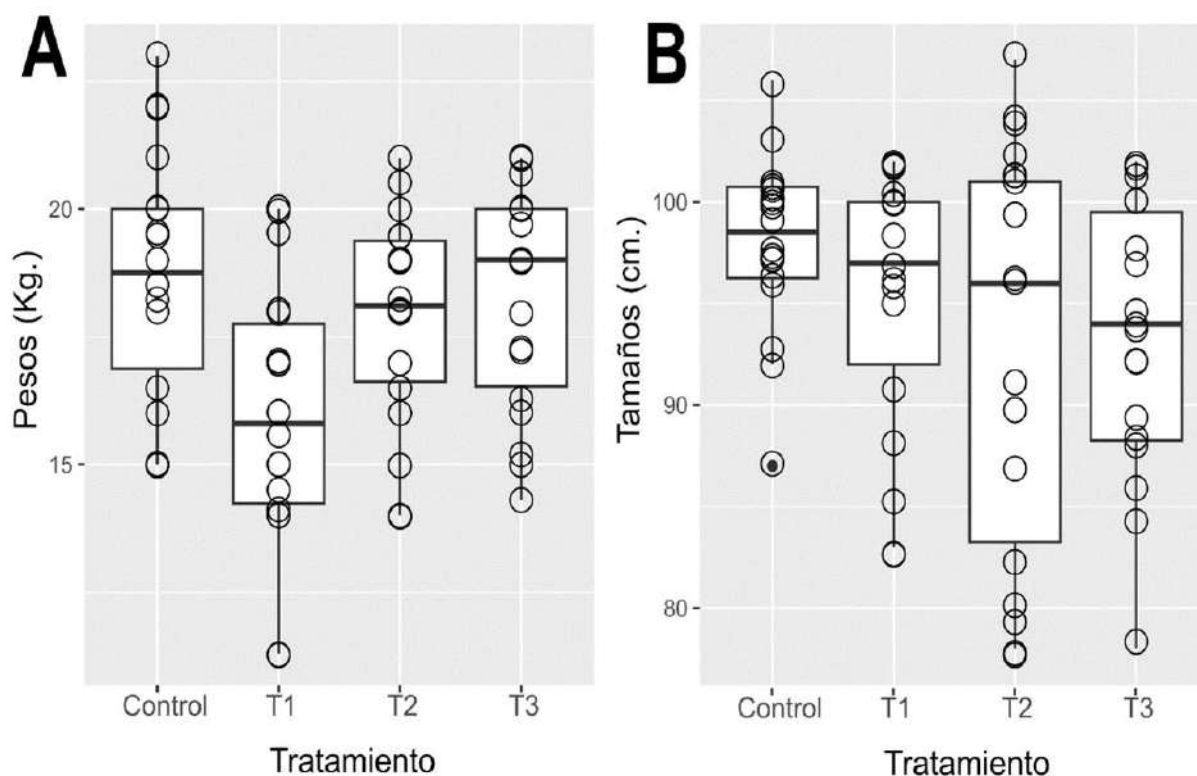 A
Pesos (Kg.)
20
15
Control T1 T2 T3
Tratamiento
B
Tamaños (cm.)
100
90
80
Control T1 T2 T3
Tratamiento